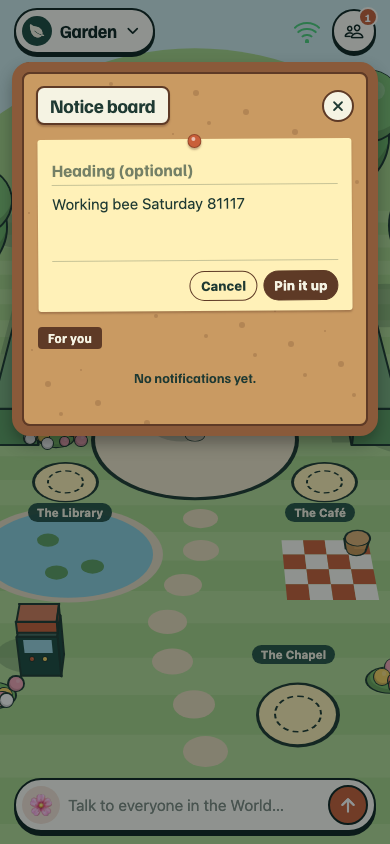 Garden
1
Notice board
Heading (optional)
Working bee Saturday 81117
Cancel
Pin it up
For you
No notifications yet.
The Library
The Café
The Chapel
Talk to everyone in the World...